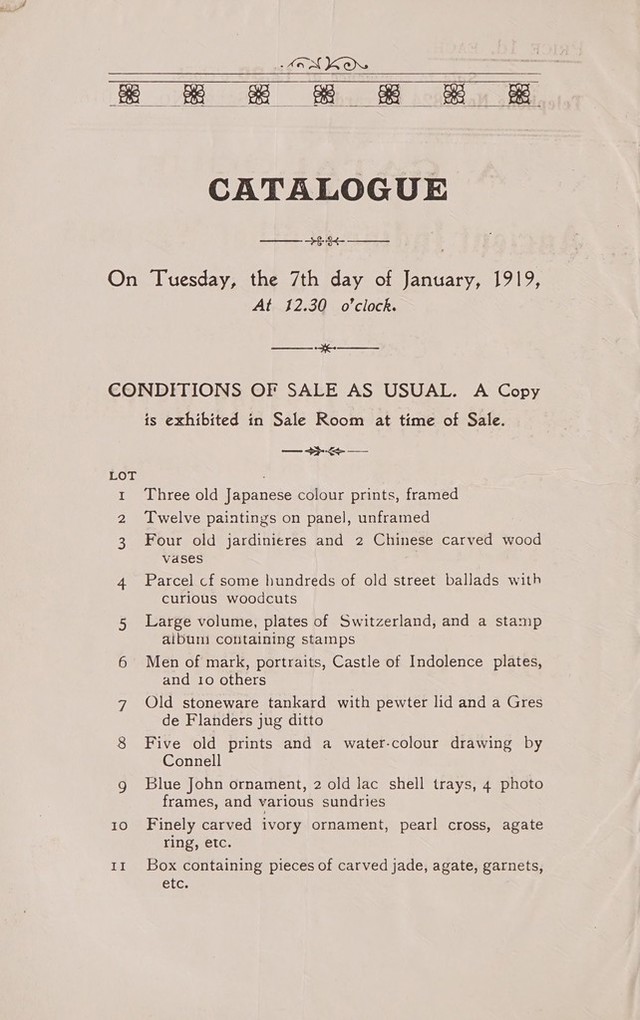 CATALOGUE
On Tuesday, the 7th day of January, 1919,
At 12.30 o'clock.
CONDITIONS OF SALE AS USUAL. A Copy
is exhibited in Sale Room at time of Sale.
LOT
1 Three old Japanese colour prints, framed
2 Twelve paintings on panel, unframed
3 Four old jardinieres and 2 Chinese carved wood
vases
4 Parcel of some hundreds of old street ballads with
curious woodcuts
5 Large volume, plates of Switzerland, and a stamp
album containing stamps
6 Men of mark, portraits, Castle of Indolence plates,
and 10 others
7 Old stoneware tankard with pewter lid and a Gres
de Flanders jug ditto
8 Five old prints and a water-colour drawing by
Connell
9 Blue John ornament, 2 old lac shell trays, 4 photo
frames, and various sundries
10 Finely carved ivory ornament, pearl cross, agate
ring, etc.
11 Box containing pieces of carved jade, agate, garnets,
etc.